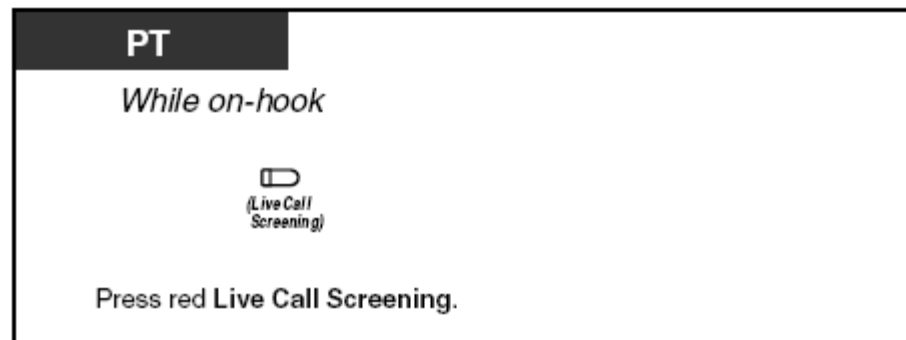 PT
While on-hook
(Live Call
Screening)
Press red Live Call Screening.